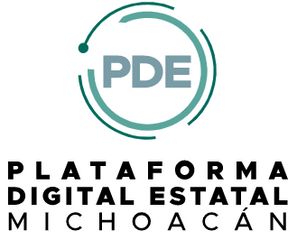 PDE
PLATAFORMA
DIGITAL ESTATAL
MICHOACÁN